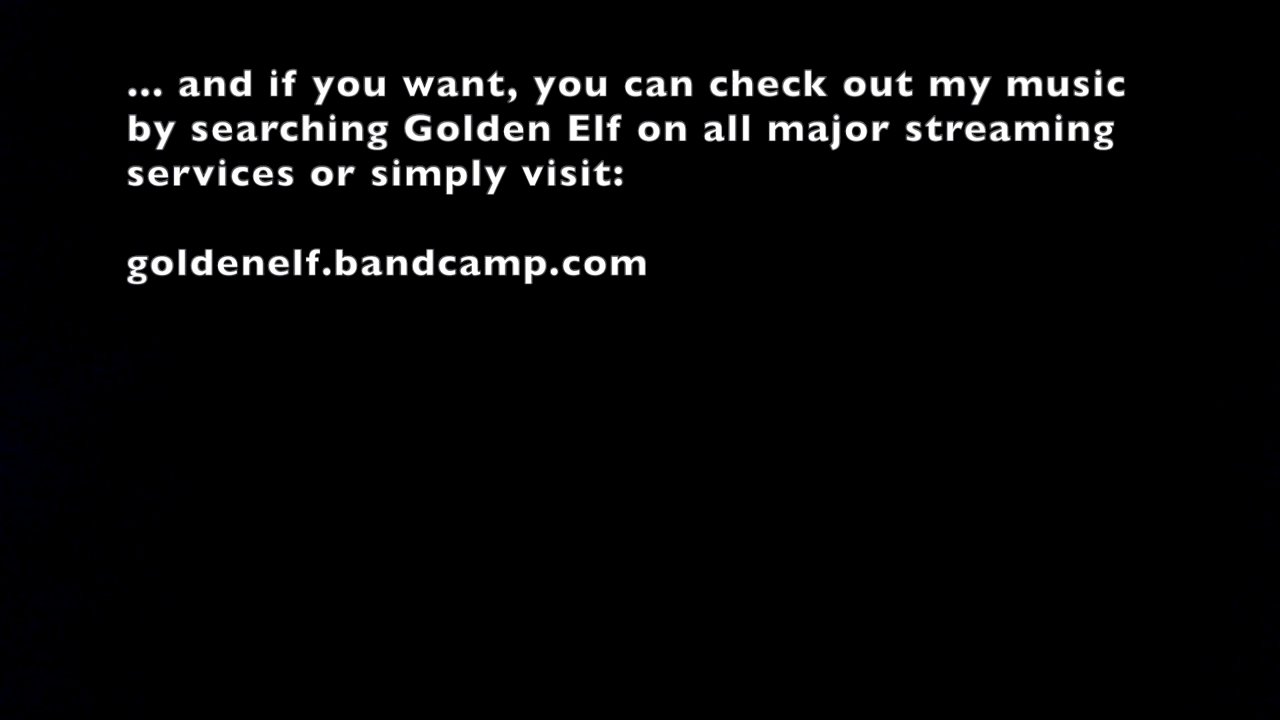 ... and if you want, you can check out my music
by searching Golden Elf on all major streaming
services or simply visit:
goldenelf.bandcamp.com